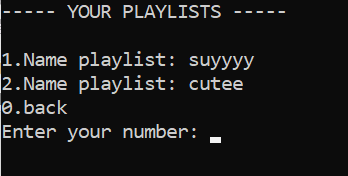 ----- YOUR PLAYLISTS -----
1.Name playlist: suyyyy
2.Name playlist: cutee
0.back
Enter your number: